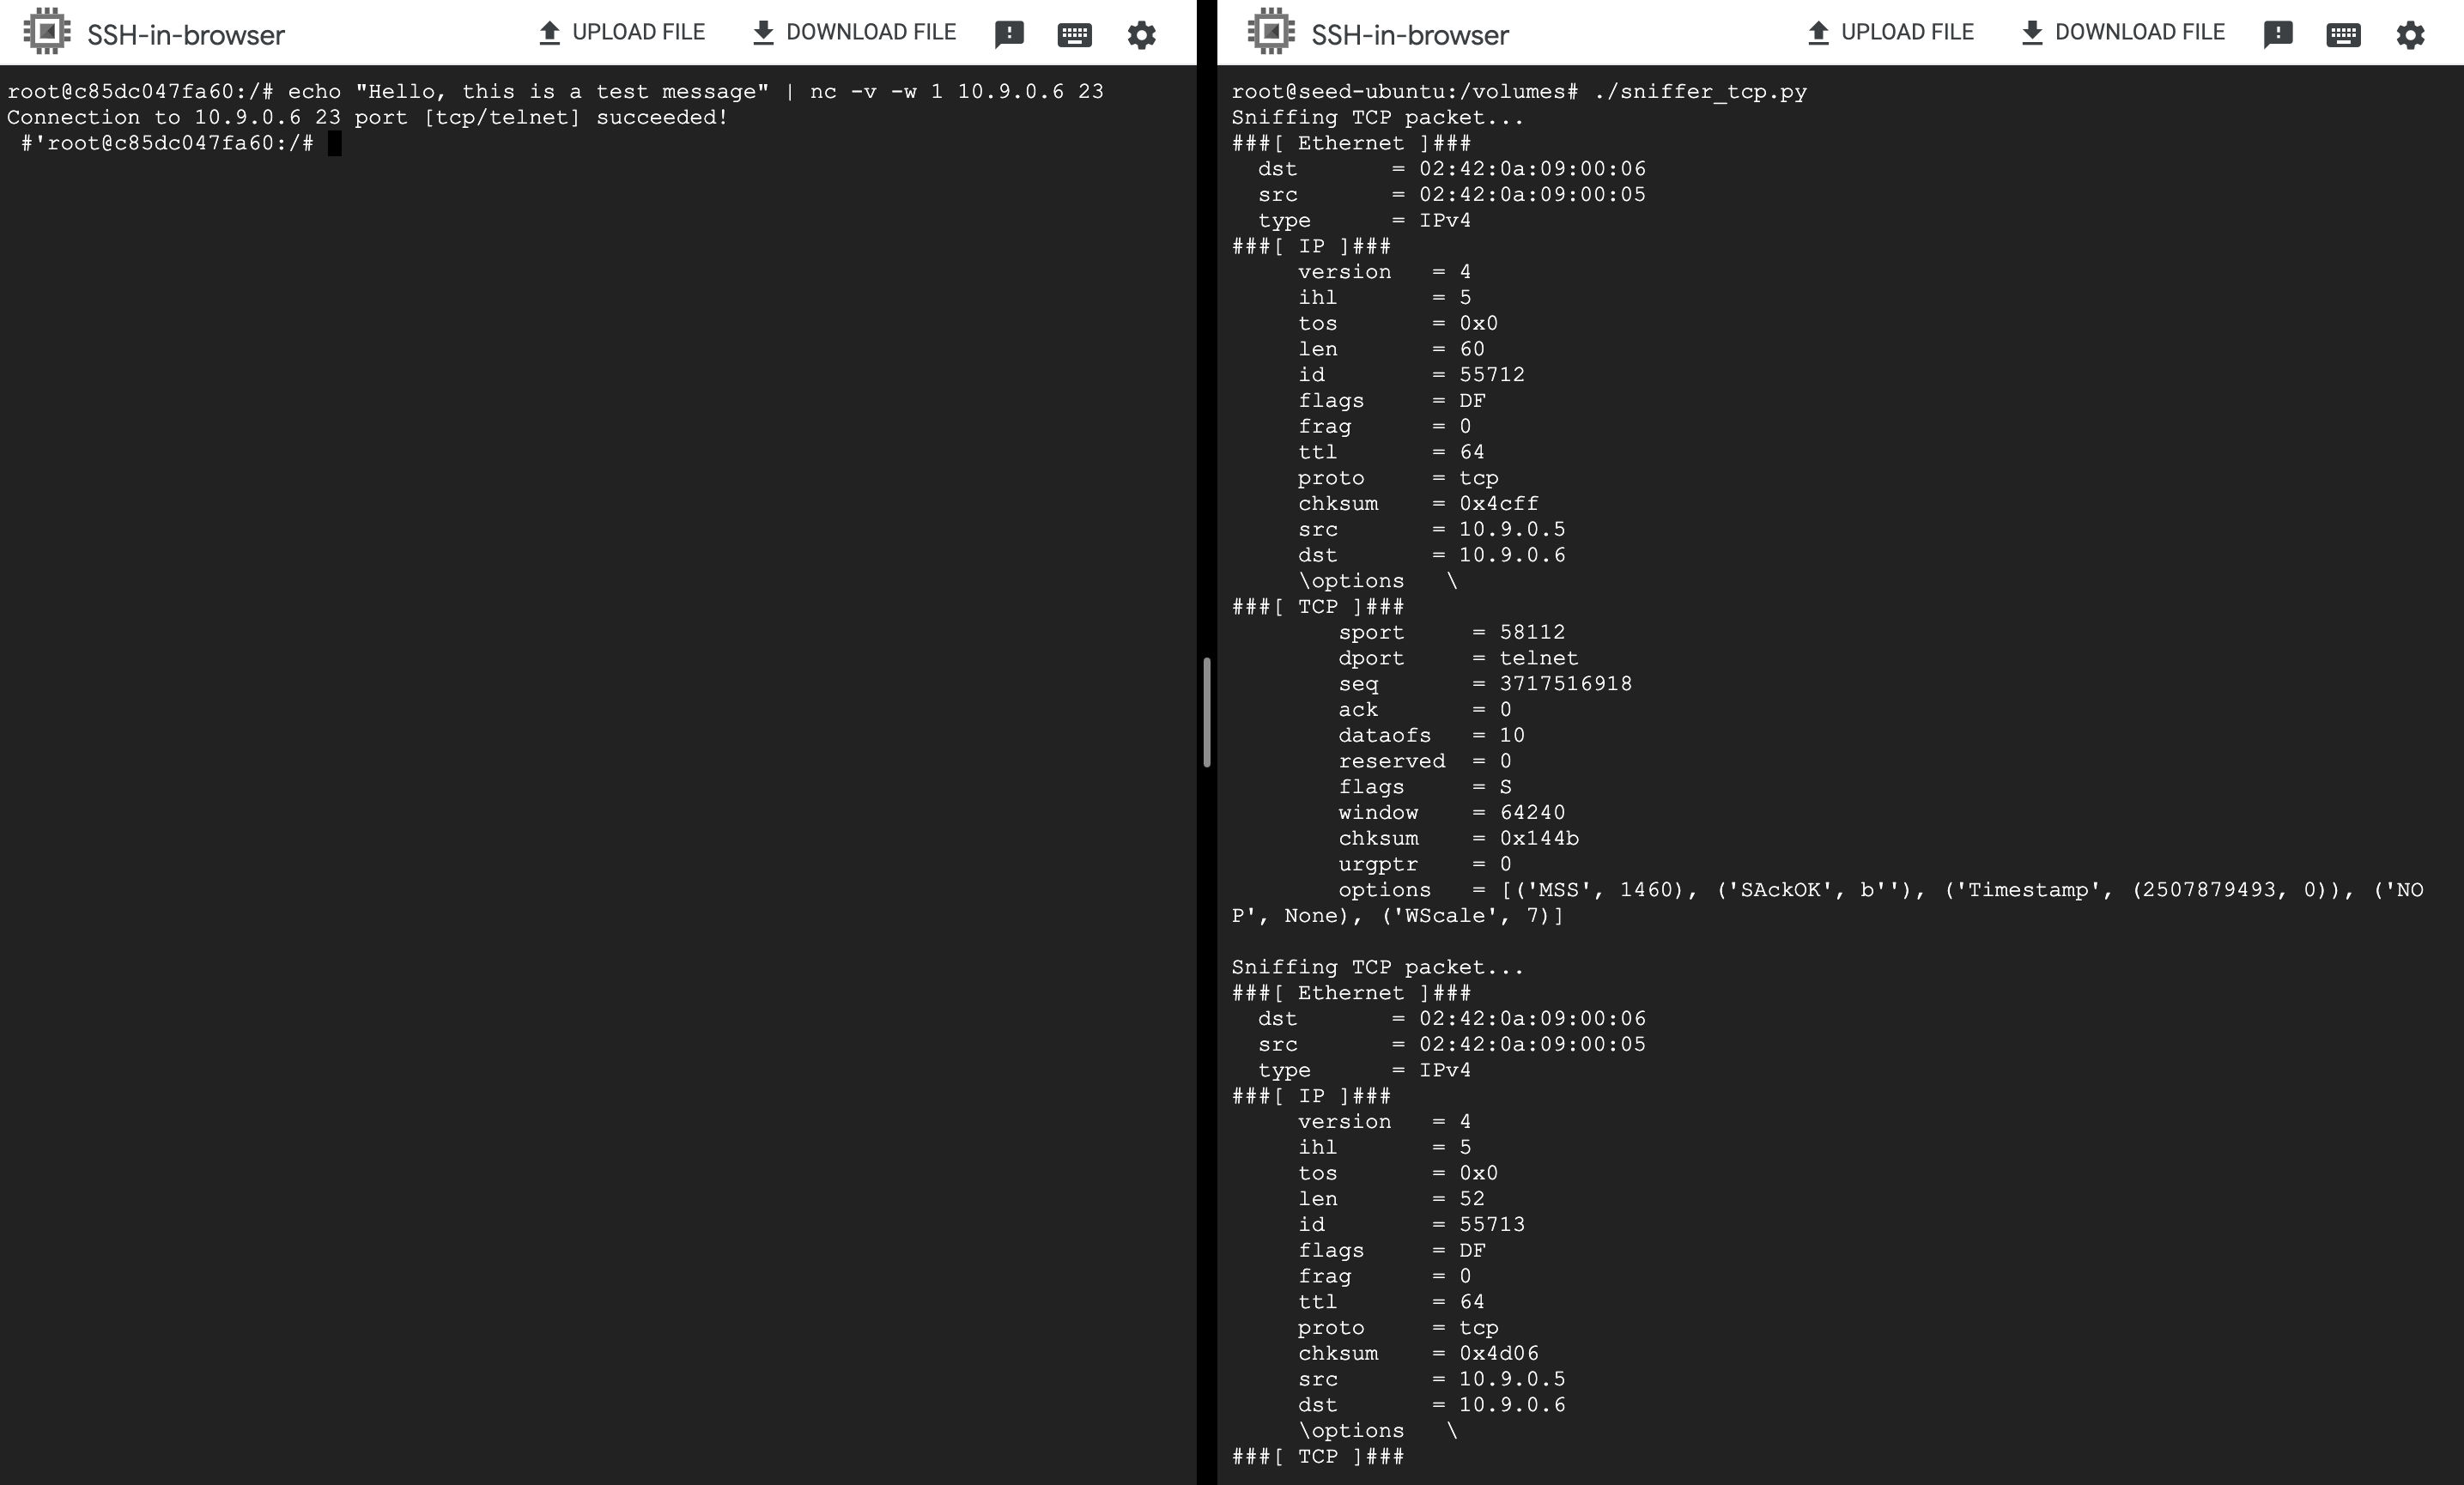 SSH-in-browser UPLOAD FILE DOWNLOAD FILE
root@c85dc047fa60:/# echo "Hello, this is a test message" | nc -v -w 1 10.9.0.6 23
Connection to 10.9.0.6 23 port [tcp/telnet] succeeded!
 #'root@c85dc047fa60:/#
SSH-in-browser UPLOAD FILE DOWNLOAD FILE
root@seed-ubuntu:/volumes# ./sniffer_tcp.py
Sniffing TCP packet...
###[ Ethernet ]###
  dst       = 02:42:0a:09:00:06
  src       = 02:42:0a:09:00:05
  type      = IPv4
###[ IP ]###
     version   = 4
     ihl       = 5
     tos       = 0x0
     len       = 60
     id        = 55712
     flags     = DF
     frag      = 0
     ttl       = 64
     proto     = tcp
     chksum    = 0x4cff
     src       = 10.9.0.5
     dst       = 10.9.0.6
     \options   \
###[ TCP ]###
        sport     = 58112
        dport     = telnet
        seq       = 3717516918
        ack       = 0
        dataofs   = 10
        reserved  = 0
        flags     = S
        window    = 64240
        chksum    = 0x144b
        urgptr    = 0
        options   = [('MSS', 1460), ('SAckOK', b''), ('Timestamp', (2507879493, 0)), ('NO
P', None), ('WScale', 7)]
Sniffing TCP packet...
###[ Ethernet ]###
  dst       = 02:42:0a:09:00:06
  src       = 02:42:0a:09:00:05
  type      = IPv4
###[ IP ]###
     version   = 4
     ihl       = 5
     tos       = 0x0
     len       = 52
     id        = 55713
     flags     = DF
     frag      = 0
     ttl       = 64
     proto     = tcp
     chksum    = 0x4d06
     src       = 10.9.0.5
     dst       = 10.9.0.6
     \options   \
###[ TCP ]###